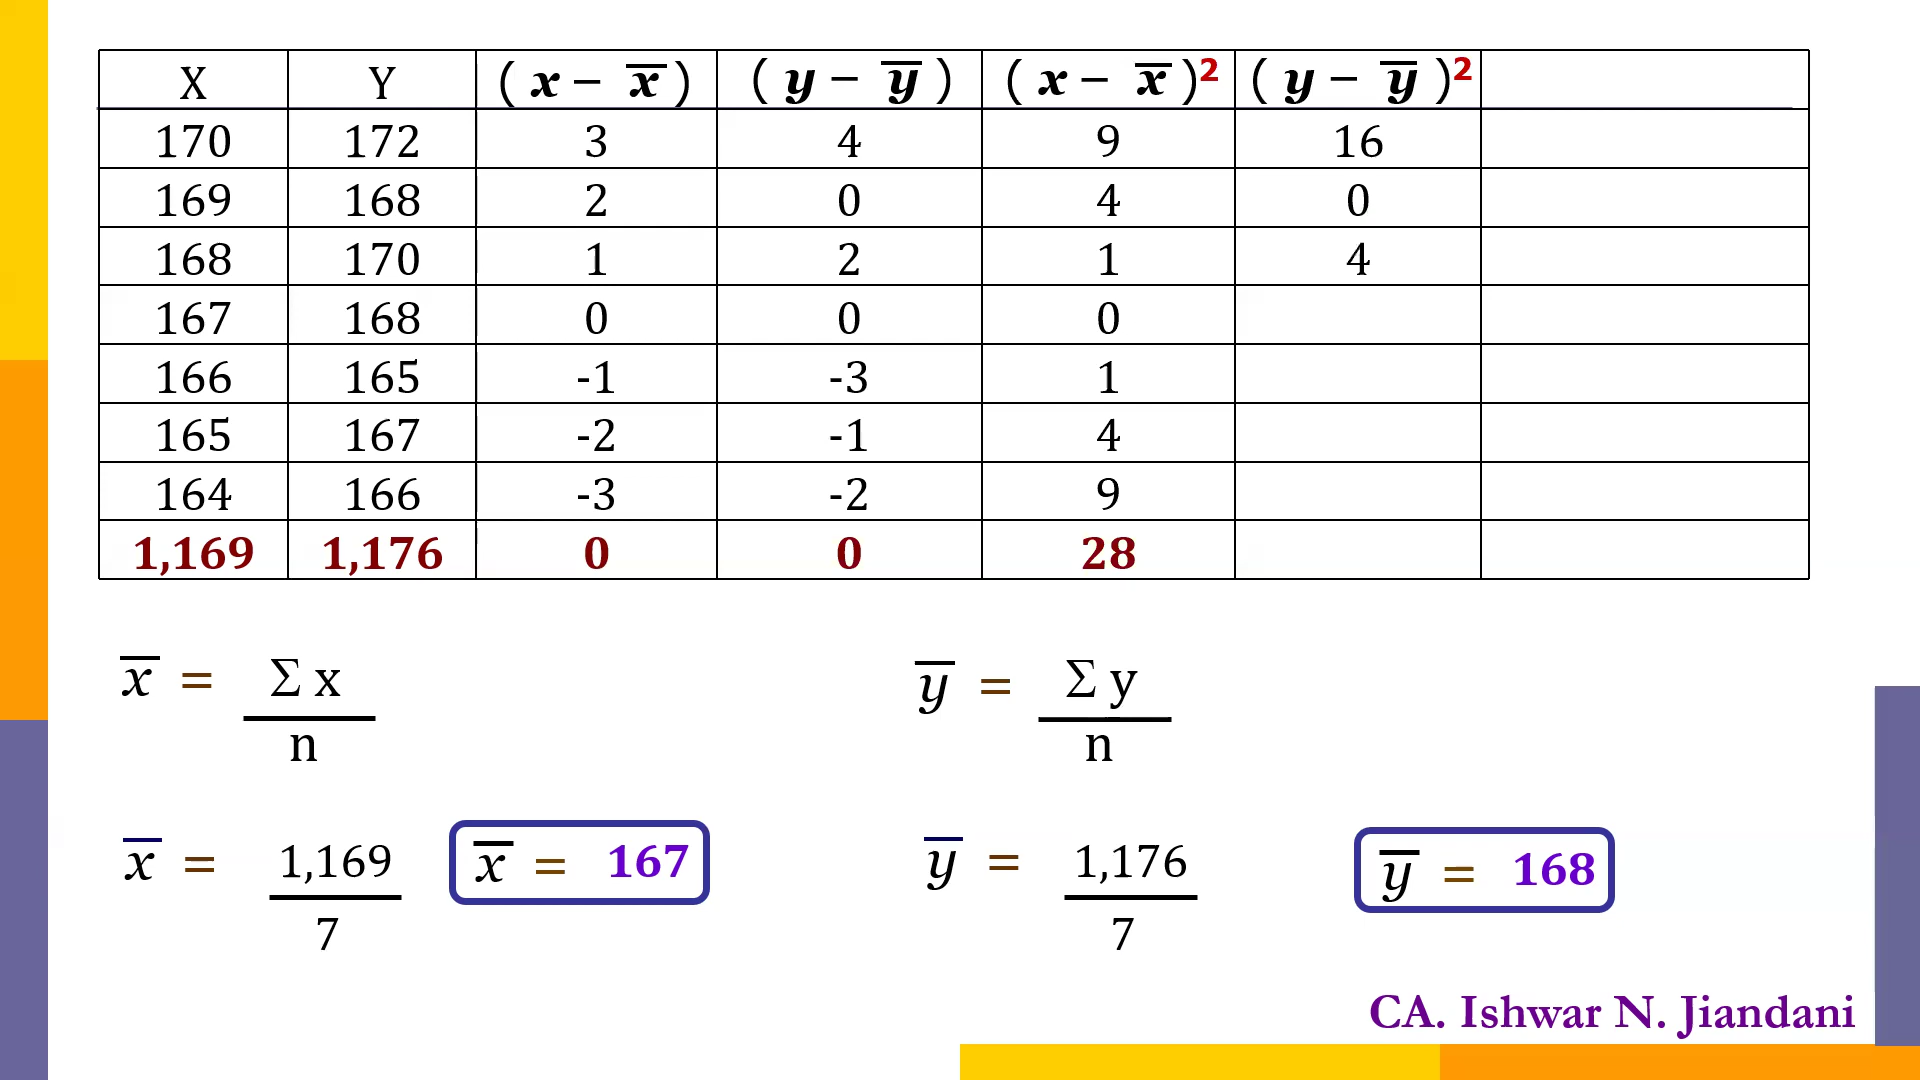 X Y ( x − x̅ ) ( y − y̅ ) ( x − x̅ )² ( y − y̅ )²
170 172 3 4 9 16
169 168 2 0 4 0
168 170 1 2 1 4
167 168 0 0 0
166 165 -1 -3 1
165 167 -2 -1 4
164 166 -3 -2 9
1,169 1,176 0 0 28
x̅ = Σ x / n
y̅ = Σ y / n
x̅ = 1,169 / 7
x̅ = 167
y̅ = 1,176 / 7
y̅ = 168
CA. Ishwar N. Jiandani